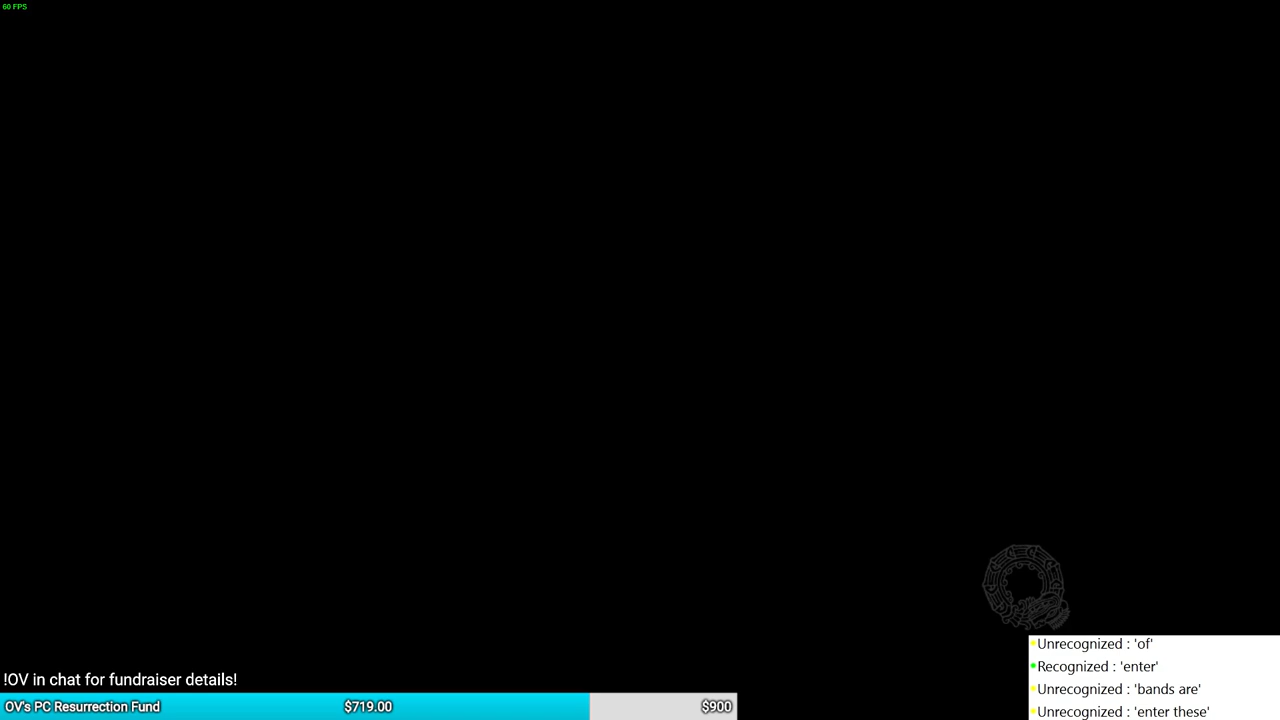 60 FPS
Unrecognized : 'of'
Recognized : 'enter'
Unrecognized : 'bands are'
Unrecognized : 'enter these'
!OV in chat for fundraiser details!
OV's PC Resurrection Fund $719.00 $900